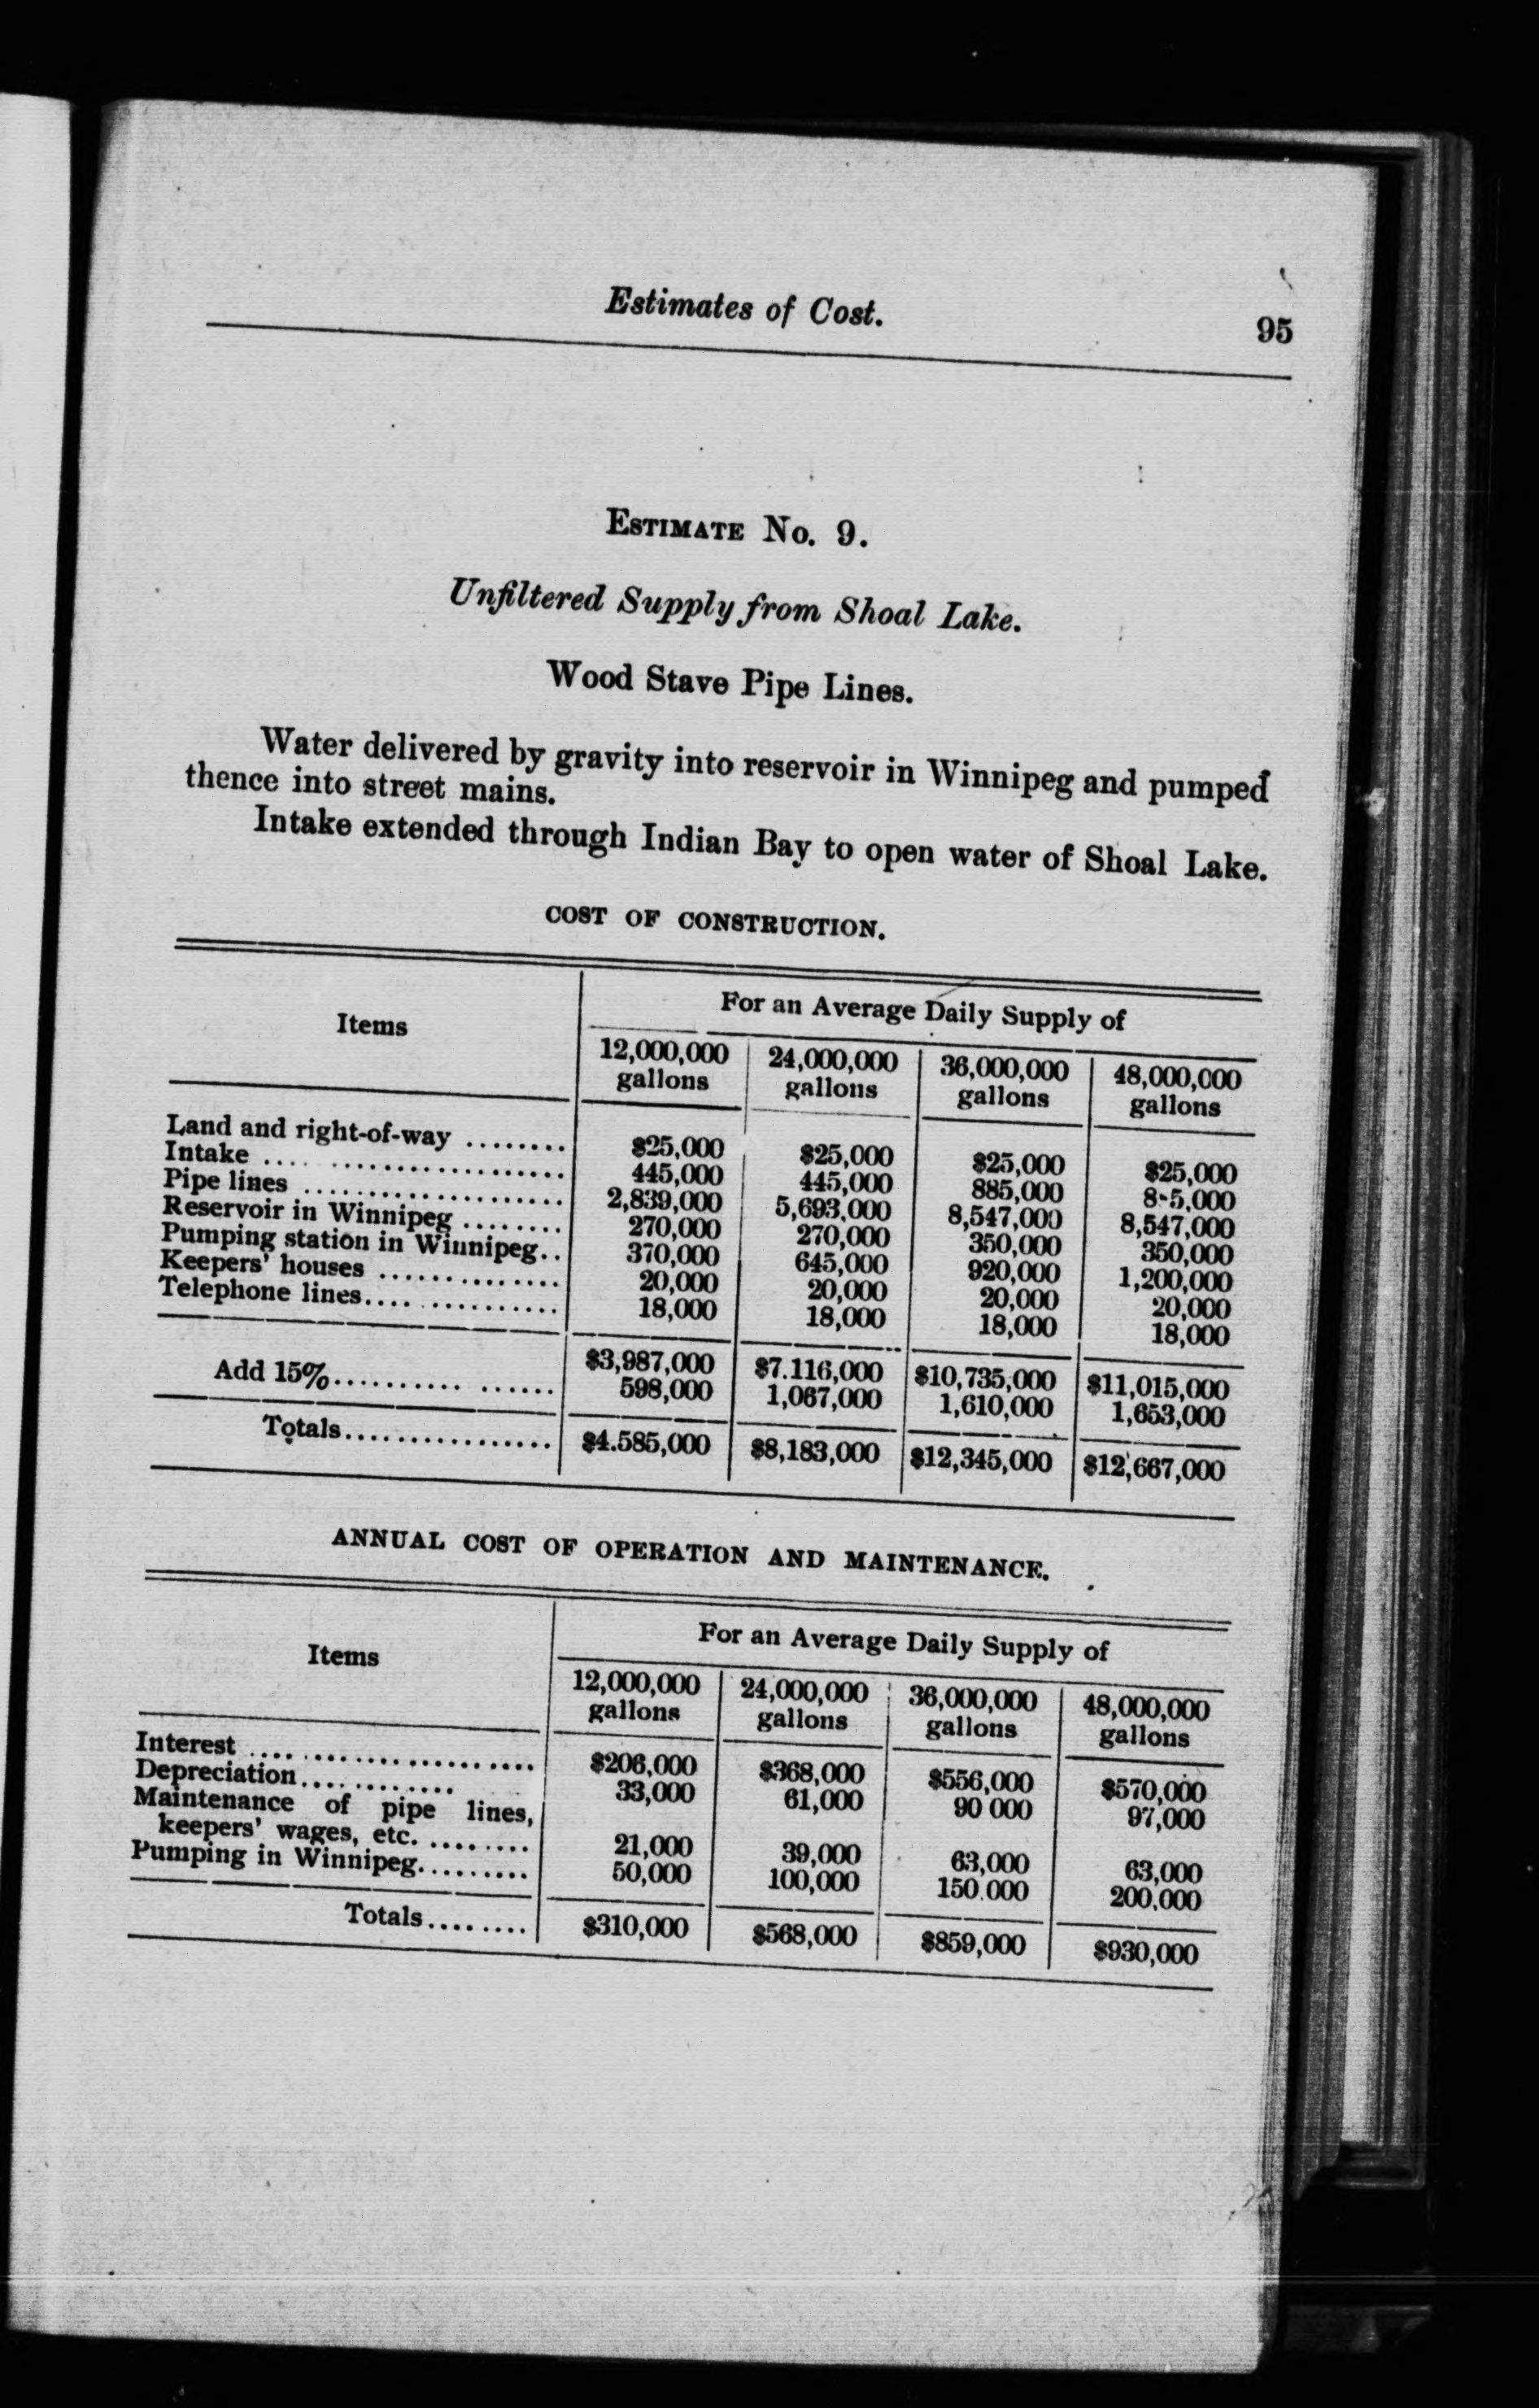 Estimates of Cost. 95
ESTIMATE No. 9.
Unfiltered Supply from Shoal Lake.
Wood Stave Pipe Lines.
Water delivered by gravity into reservoir in Winnipeg and pumped
thence into street mains.
Intake extended through Indian Bay to open water of Shoal Lake.
COST OF CONSTRUCTION.
Items
For an Average Daily Supply of
12,000,000 gallons 24,000,000 gallons 36,000,000 gallons 48,000,000 gallons
Land and right-of-way ........ $25,000 $25,000 $25,000 $25,000
Intake .... .................... 445,000 445,000 885,000 8-5,000
Pipe lines .................... 2,839,000 5,693,000 8,547,000 8,547,000
Reservoir in Winnipeg ........ 270,000 270,000 350,000 350,000
Pumping station in Winnipeg.. 370,000 645,000 920,000 1,200,000
Keepers' houses .............. 20,000 20,000 20,000 20,000
Telephone lines.... ........... 18,000 18,000 18,000 18,000
$3,987,000 $7.116,000 $10,735,000 $11,015,000
Add 15%.......... ...... 598,000 1,067,000 1,610,000 1,653,000
Totals................ $4.585,000 $8,183,000 $12,345,000 $12,667,000
ANNUAL COST OF OPERATION AND MAINTENANCE.
Items
For an Average Daily Supply of
12,000,000 gallons 24,000,000 gallons 36,000,000 gallons 48,000,000 gallons
Interest .... .................. $206,000 $368,000 $556,000 $570,000
Depreciation.... ........ 33,000 61,000 90 000 97,000
Maintenance of pipe lines,
keepers' wages, etc. ........ 21,000 39,000 63,000 63,000
Pumping in Winnipeg......... 50,000 100,000 150.000 200,000
Totals........ $310,000 $568,000 $859,000 $930,000